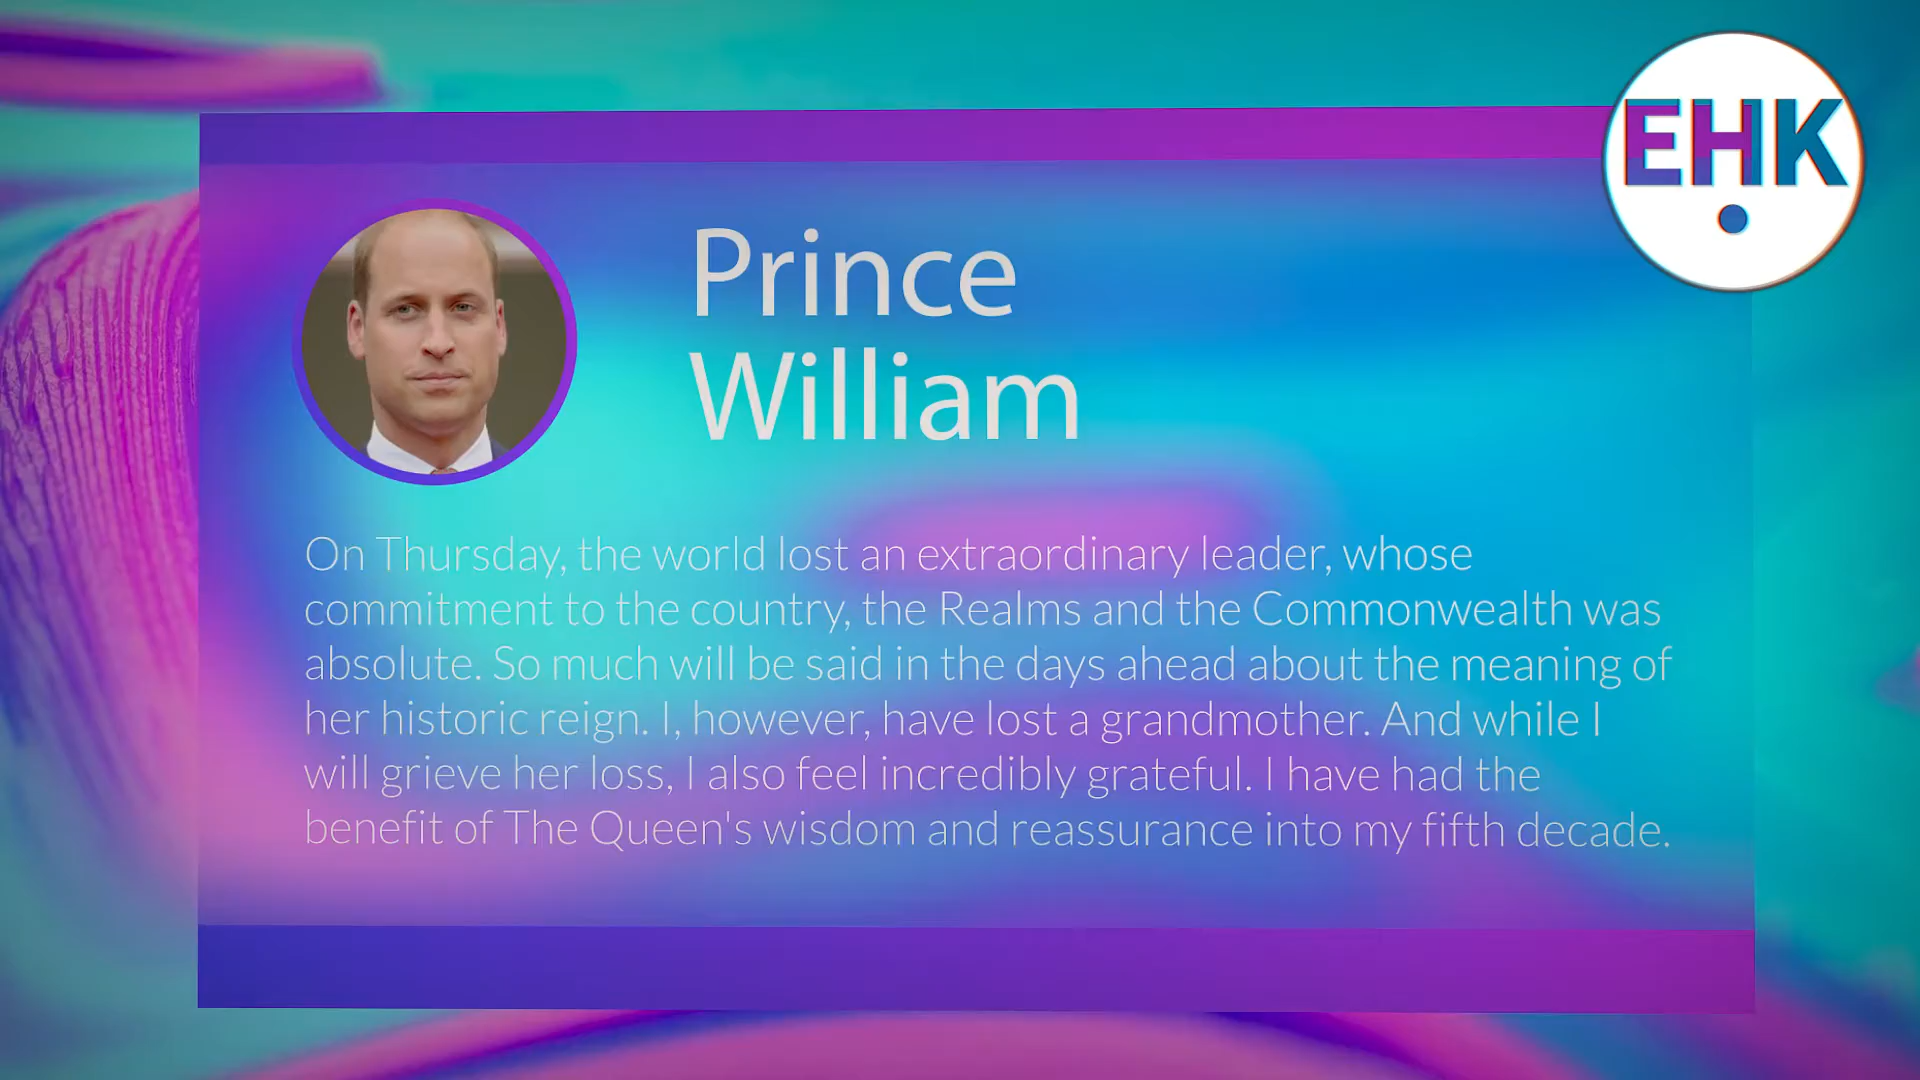 EHK
Prince
William
On Thursday, the world lost an extraordinary leader, whose
commitment to the country, the Realms and the Commonwealth was
absolute. So much will be said in the days ahead about the meaning of
her historic reign. I, however, have lost a grandmother. And while I
will grieve her loss, I also feel incredibly grateful. I have had the
benefit of The Queen's wisdom and reassurance into my fifth decade.